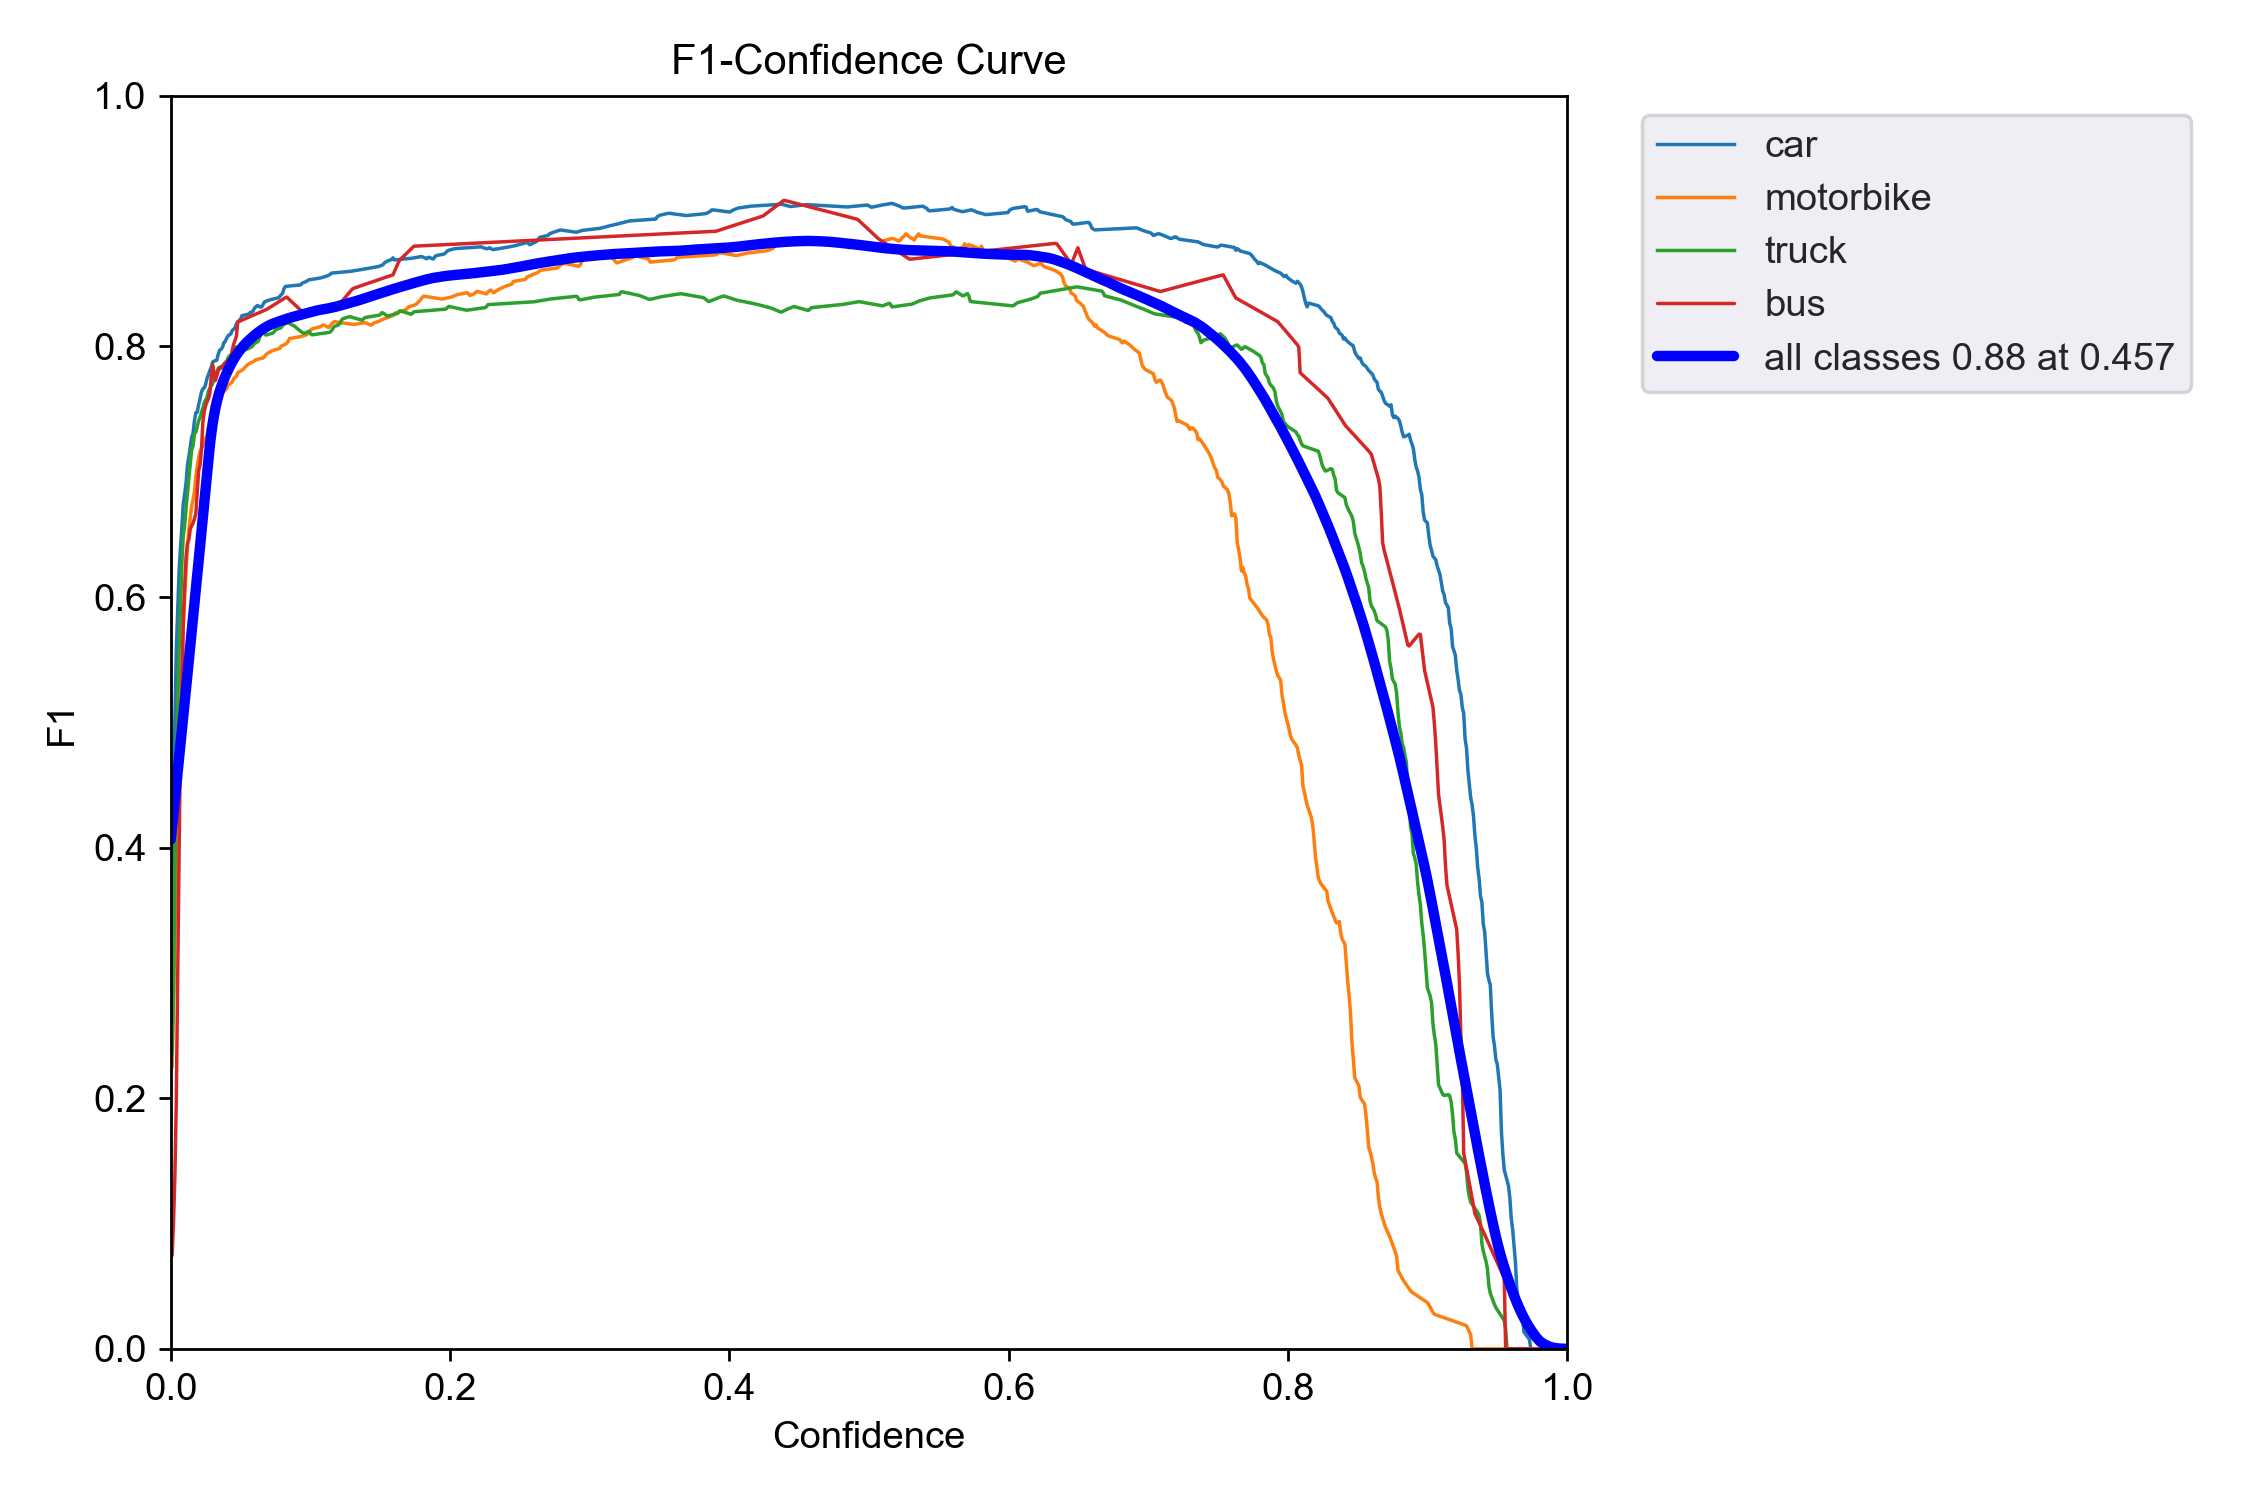 F1-Confidence Curve
1.0
0.8
0.6
0.4
0.2
0.0
F1
0.0 0.2 0.4 0.6 0.8 1.0
Confidence
car
motorbike
truck
bus
all classes 0.88 at 0.457